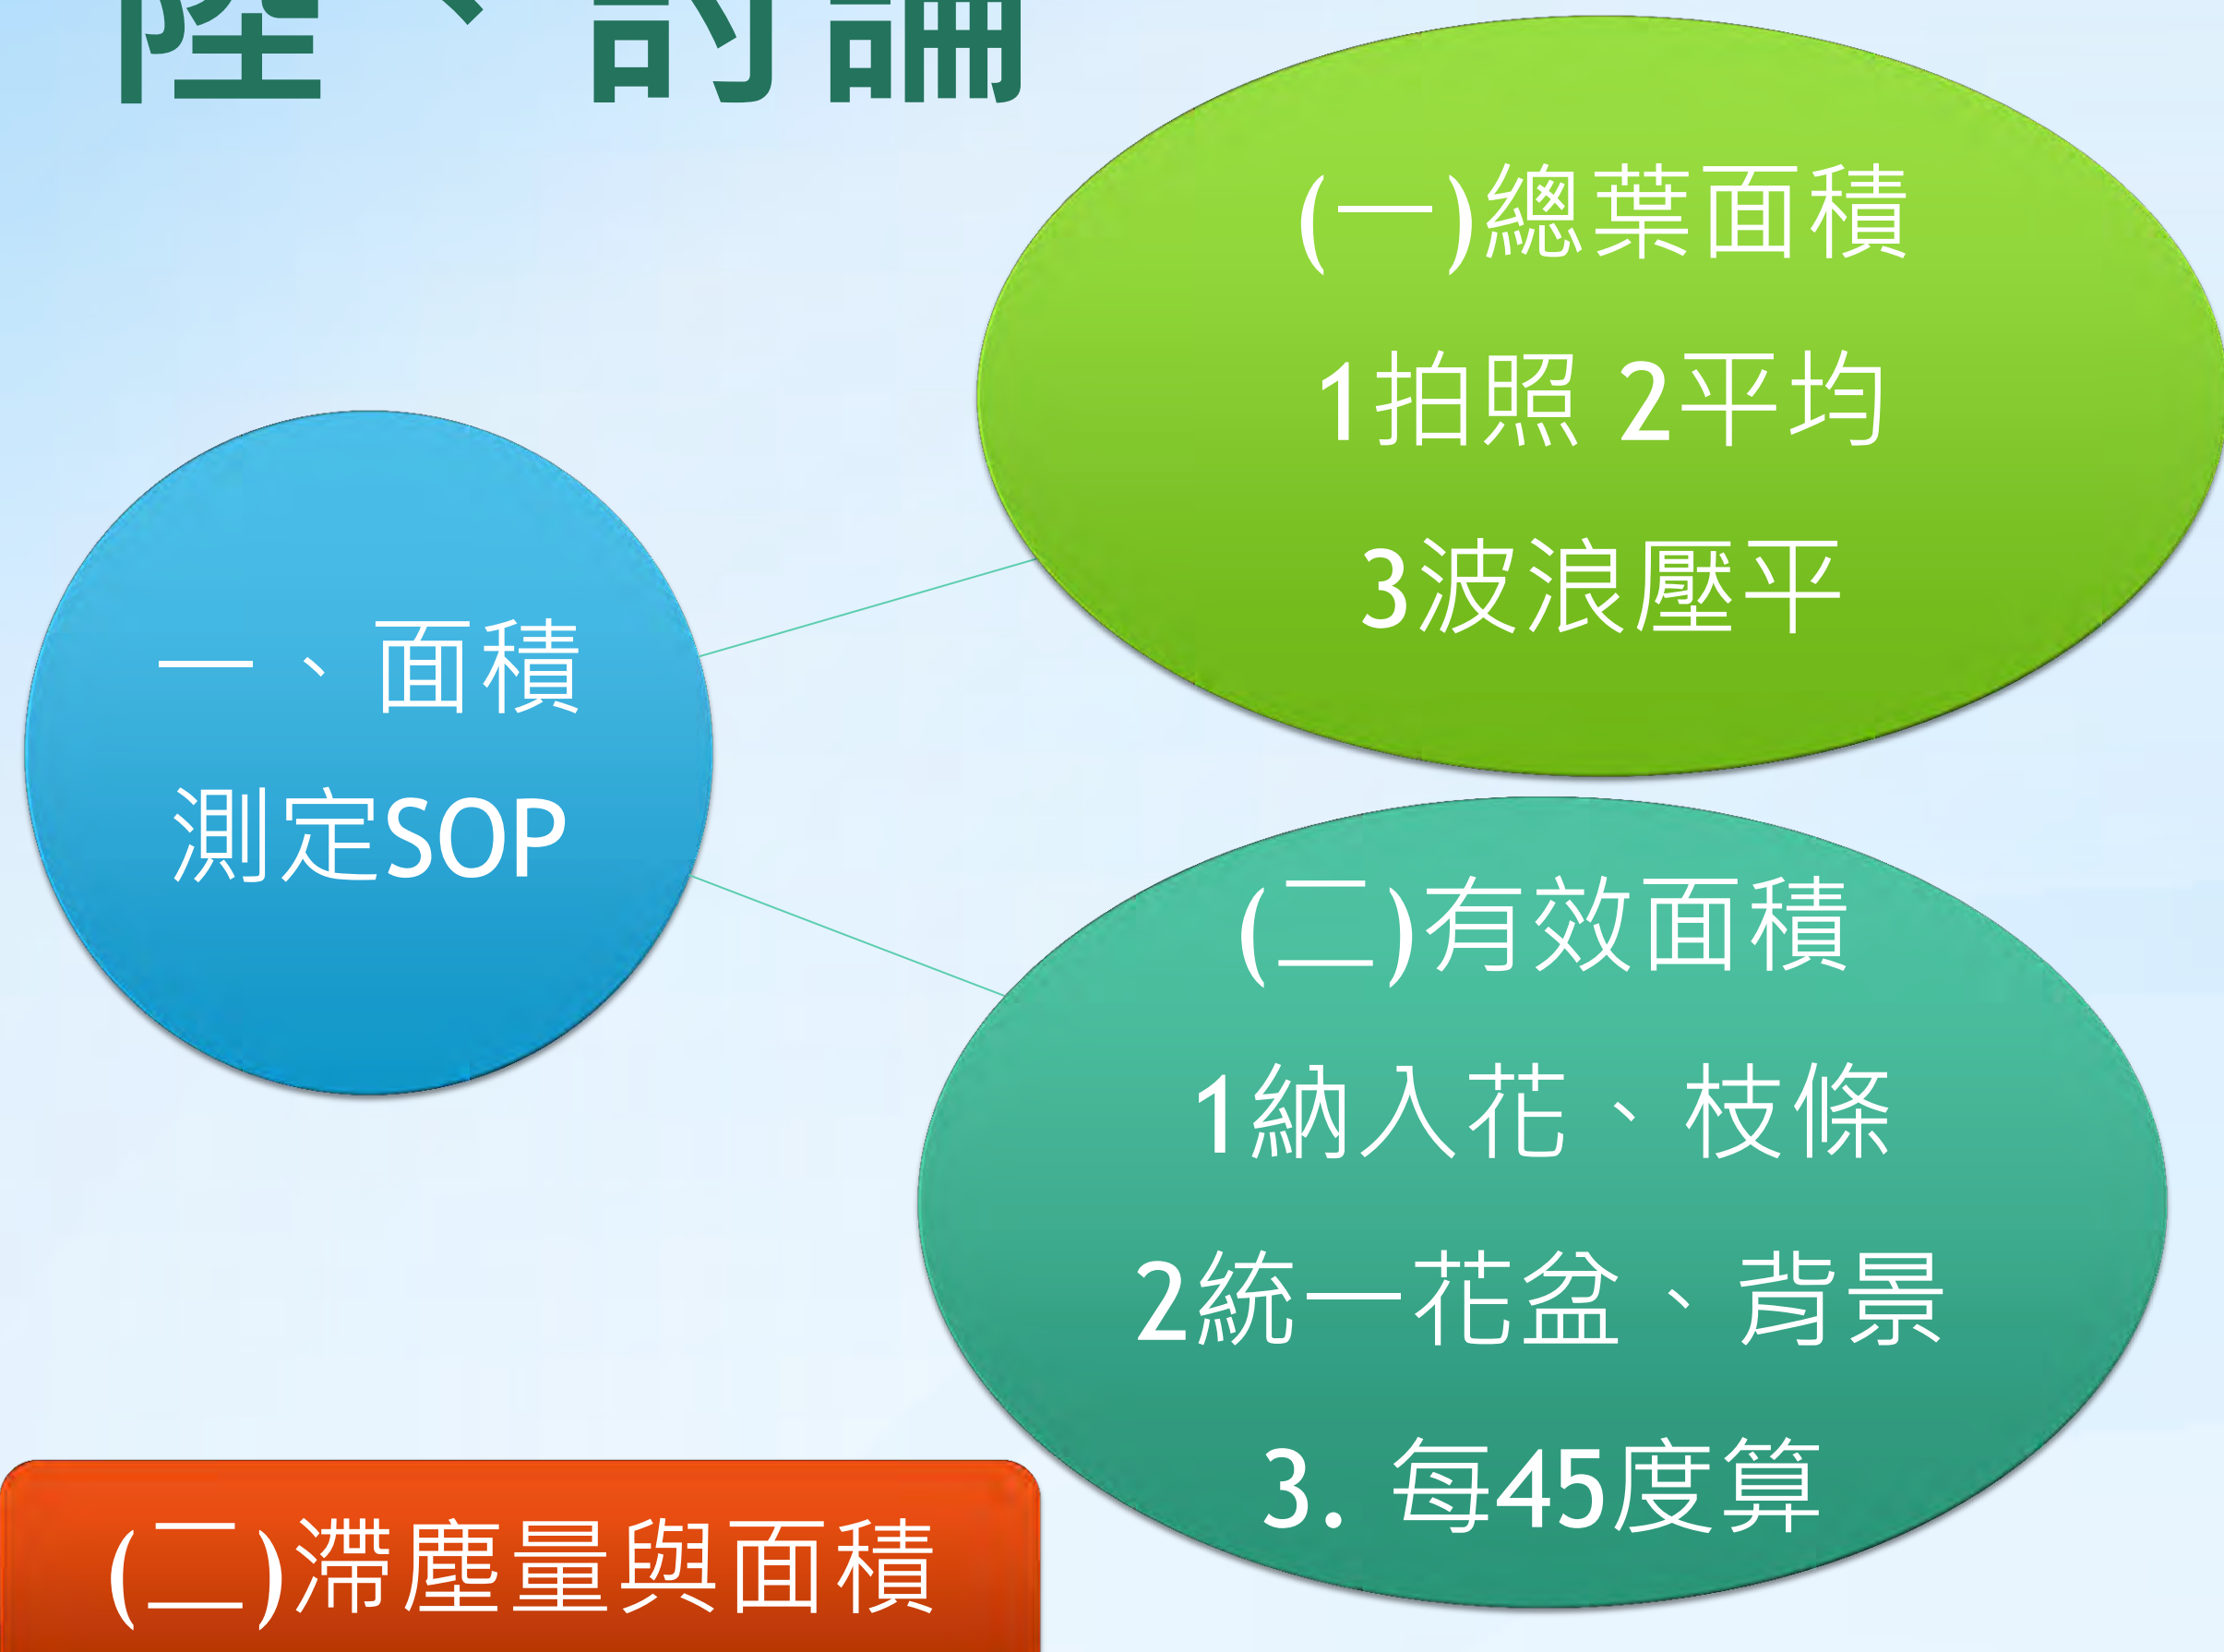 陸、討論
一、面積
測定SOP
(一)總葉面積
1拍照 2平均
3波浪壓平
(二)有效面積
1納入花、枝條
2統一花盆、背景
3. 每45度算
(二)滯塵量與面積